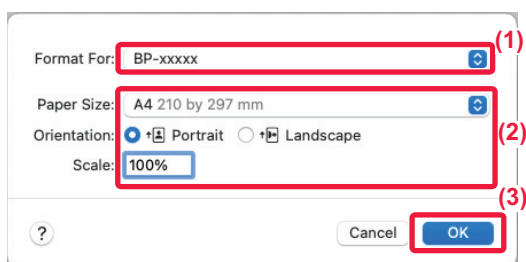 (1)
Format For: BP-xxxxx
Paper Size: A4 210 by 297 mm
Orientation: Portrait Landscape
(2)
Scale: 100%
(3)
? Cancel OK